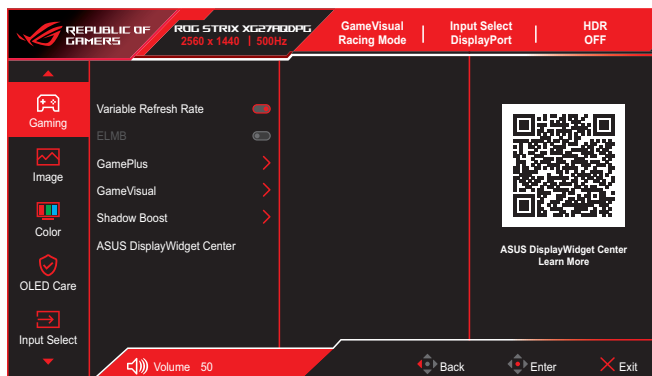 REPUBLIC OF
GAMERS
ROG STRIX XG27AQDPG
2560 x 1440 | 500Hz
GameVisual
Racing Mode
Input Select
DisplayPort
HDR
OFF
Gaming
Image
Color
OLED Care
Input Select
Variable Refresh Rate
ELMB
GamePlus
GameVisual
Shadow Boost
ASUS DisplayWidget Center
ASUS DisplayWidget Center
Learn More
Volume 50
Back
Enter
Exit